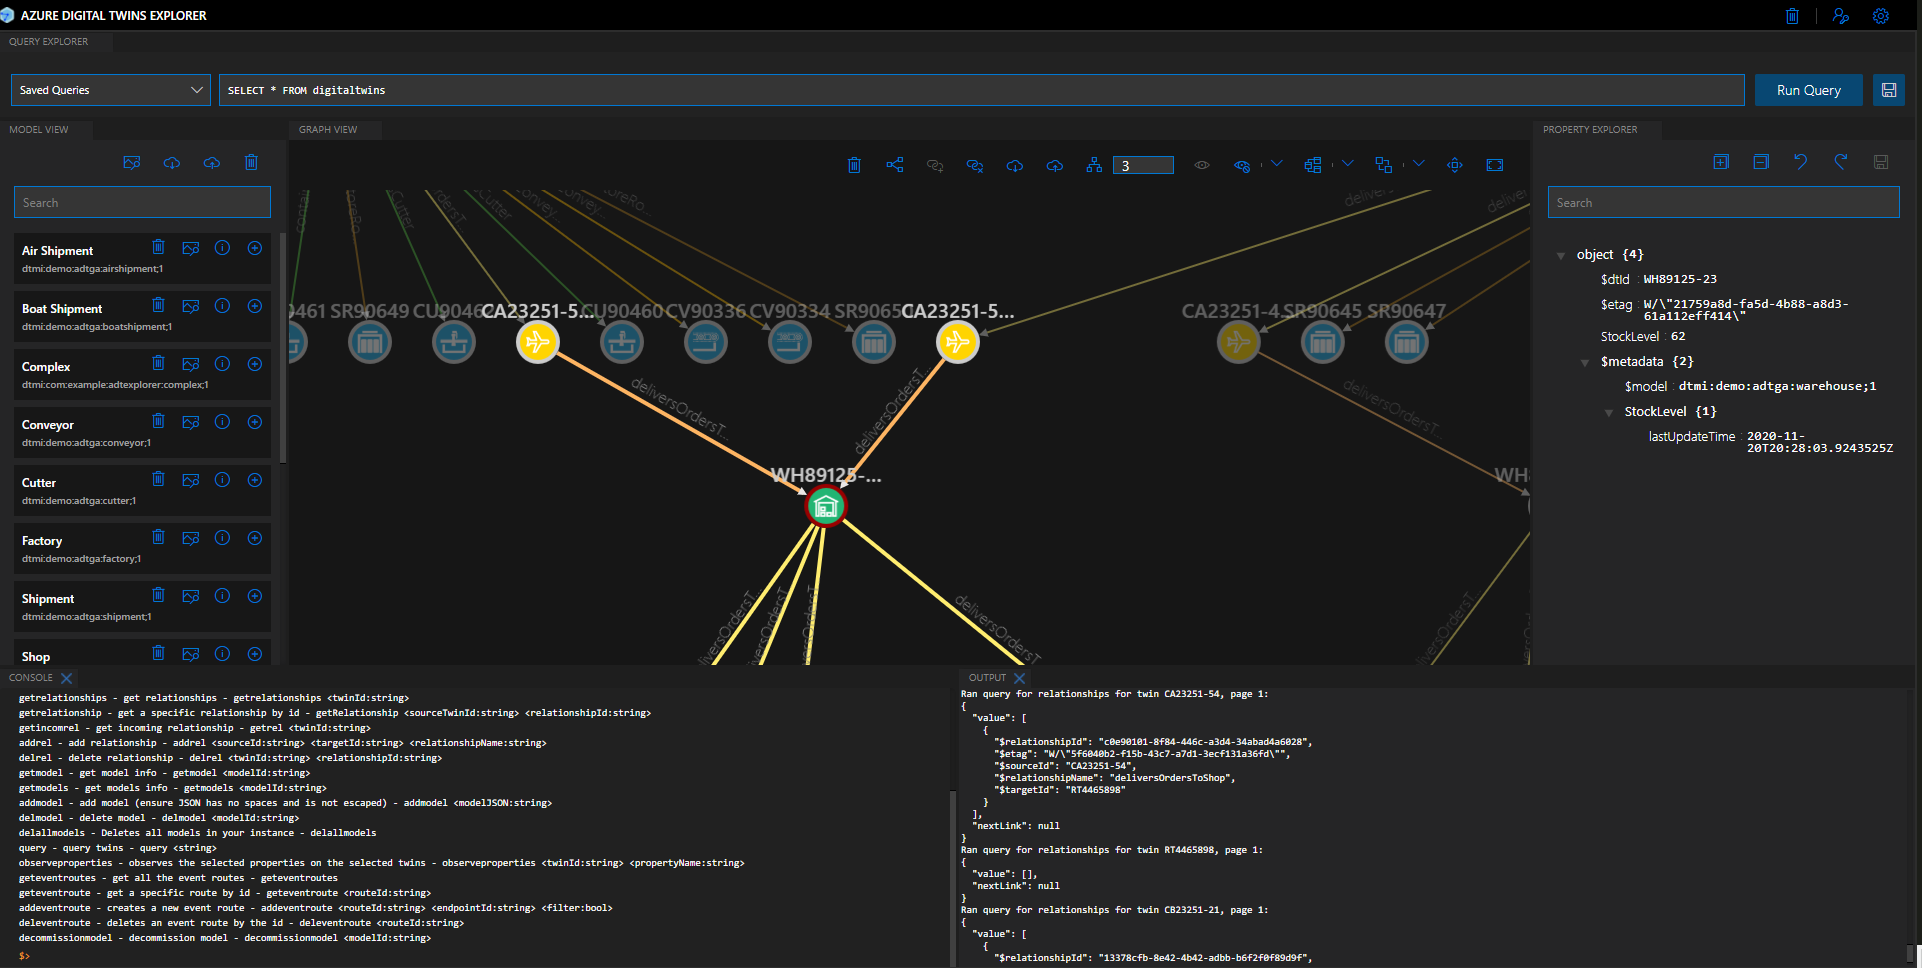 AZURE DIGITAL TWINS EXPLORER
QUERY EXPLORER
Saved Queries
SELECT * FROM digitaltwins
Run Query
MODEL VIEW
Search
Air Shipment
dtmi:demo:adtga:airshipment;1
Boat Shipment
dtmi:demo:adtga:boatshipment;1
Complex
dtmi:com:example:adtexplorer:complex;1
Conveyor
dtmi:demo:adtga:conveyor;1
Cutter
dtmi:demo:adtga:cutter;1
Factory
dtmi:demo:adtga:factory;1
Shipment
dtmi:demo:adtga:shipment;1
Shop
GRAPH VIEW
3
Cutter
Cutter
convey...
Convey...
oreRo...
delivers
SR90649
CA23251-5...
CU90460
CV90336
CV90334
CA23251-5...
SR90645
SR90647
deliversOrdersT...
deliversOrdersT...
deliversOrdersT...
WH89125-...
deliversOrdersT...
PROPERTY EXPLORER
Search
object {4}
$dtId : WH89125-23
$etag : W/\"21759a8d-fa5d-4b88-a8d3-
61a112eff414\"
StockLevel : 62
$metadata {2}
$model : dtmi:demo:adtga:warehouse;1
StockLevel {1}
lastUpdateTime : 2020-11-
20T20:28:03.9243525Z
CONSOLE
getrelationships - get relationships - getrelationships <twinId:string>
getrelationship - get a specific relationship by id - getRelationship <sourceTwinId:string> <relationshipId:string>
getincomrel - get incoming relationship - getrel <twinId:string>
addrel - add relationship - addrel <sourceId:string> <targetId:string> <relationshipName:string>
delrel - delete relationship - delrel <twinId:string> <relationshipId:string>
getmodel - get model info - getmodel <modelId:string>
getmodels - get models info - getmodels <modelId:string>
addmodel - add model (ensure JSON has no spaces and is not escaped) - addmodel <modelJSON:string>
delmodel - delete model - delmodel <modelId:string>
delallmodels - Deletes all models in your instance - delallmodels
query - query twins - query <string>
observeproperties - observes the selected properties on the selected twins - observeproperties <twinId:string> <propertyName:string>
geteventroutes - get all the event routes - geteventroutes
geteventroute - get a specific route by id - geteventroute <routeId:string>
addeventroute - creates a new event route - addeventroute <routeId:string> <endpointId:string> <filter:bool>
deleventroute - deletes an event route by the id - deleventroute <routeId:string>
decommissionmodel - decommission model - decommissionmodel <modelId:string>
$>
OUTPUT
Ran query for relationships for twin CA23251-54, page 1:
{
"value": [
{
"$relationshipId": "c0e90101-8f84-446c-a3d4-34abad4a6028",
"$etag": "W/\"5f6040b2-f15b-43c7-a7d1-3ecf131a36fd\"",
"$sourceId": "CA23251-54",
"$relationshipName": "deliversOrdersToShop",
"$targetId": "RT4465898"
}
],
"nextLink": null
}
Ran query for relationships for twin RT4465898, page 1:
{
"value": [],
"nextLink": null
}
Ran query for relationships for twin CB23251-21, page 1:
{
"value": [
{
"$relationshipId": "13378cfb-8e42-4b42-adbb-b6f2f0f89d9f",